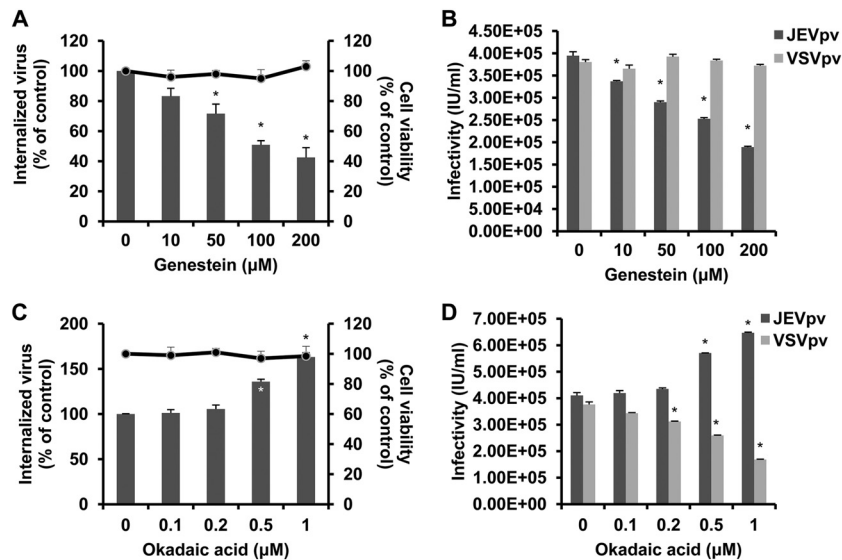 A
Internalized virus
(% of control)
120
100
80
60
40
20
0
120
100
80
60
40
20
0
Cell viability
(% of control)
* * *
0 10 50 100 200
Genestein (µM)
B
Infectivity (IU/ml)
4.50E+05
4.00E+05
3.50E+05
3.00E+05
2.50E+05
2.00E+05
1.50E+05
1.00E+05
5.00E+04
0.00E+00
JEVpv
VSVpv
* * * *
0 10 50 100 200
Genestein (µM)
C
Internalized virus
(% of control)
200
150
100
50
0
120
100
80
60
40
20
0
Cell viability
(% of control)
* *
0 0.1 0.2 0.5 1
Okadaic acid (µM)
D
Infectivity (IU/ml)
7.00E+05
6.00E+05
5.00E+05
4.00E+05
3.00E+05
2.00E+05
1.00E+05
0.00E+00
JEVpv
VSVpv
* * * * *
0 0.1 0.2 0.5 1
Okadaic acid (µM)